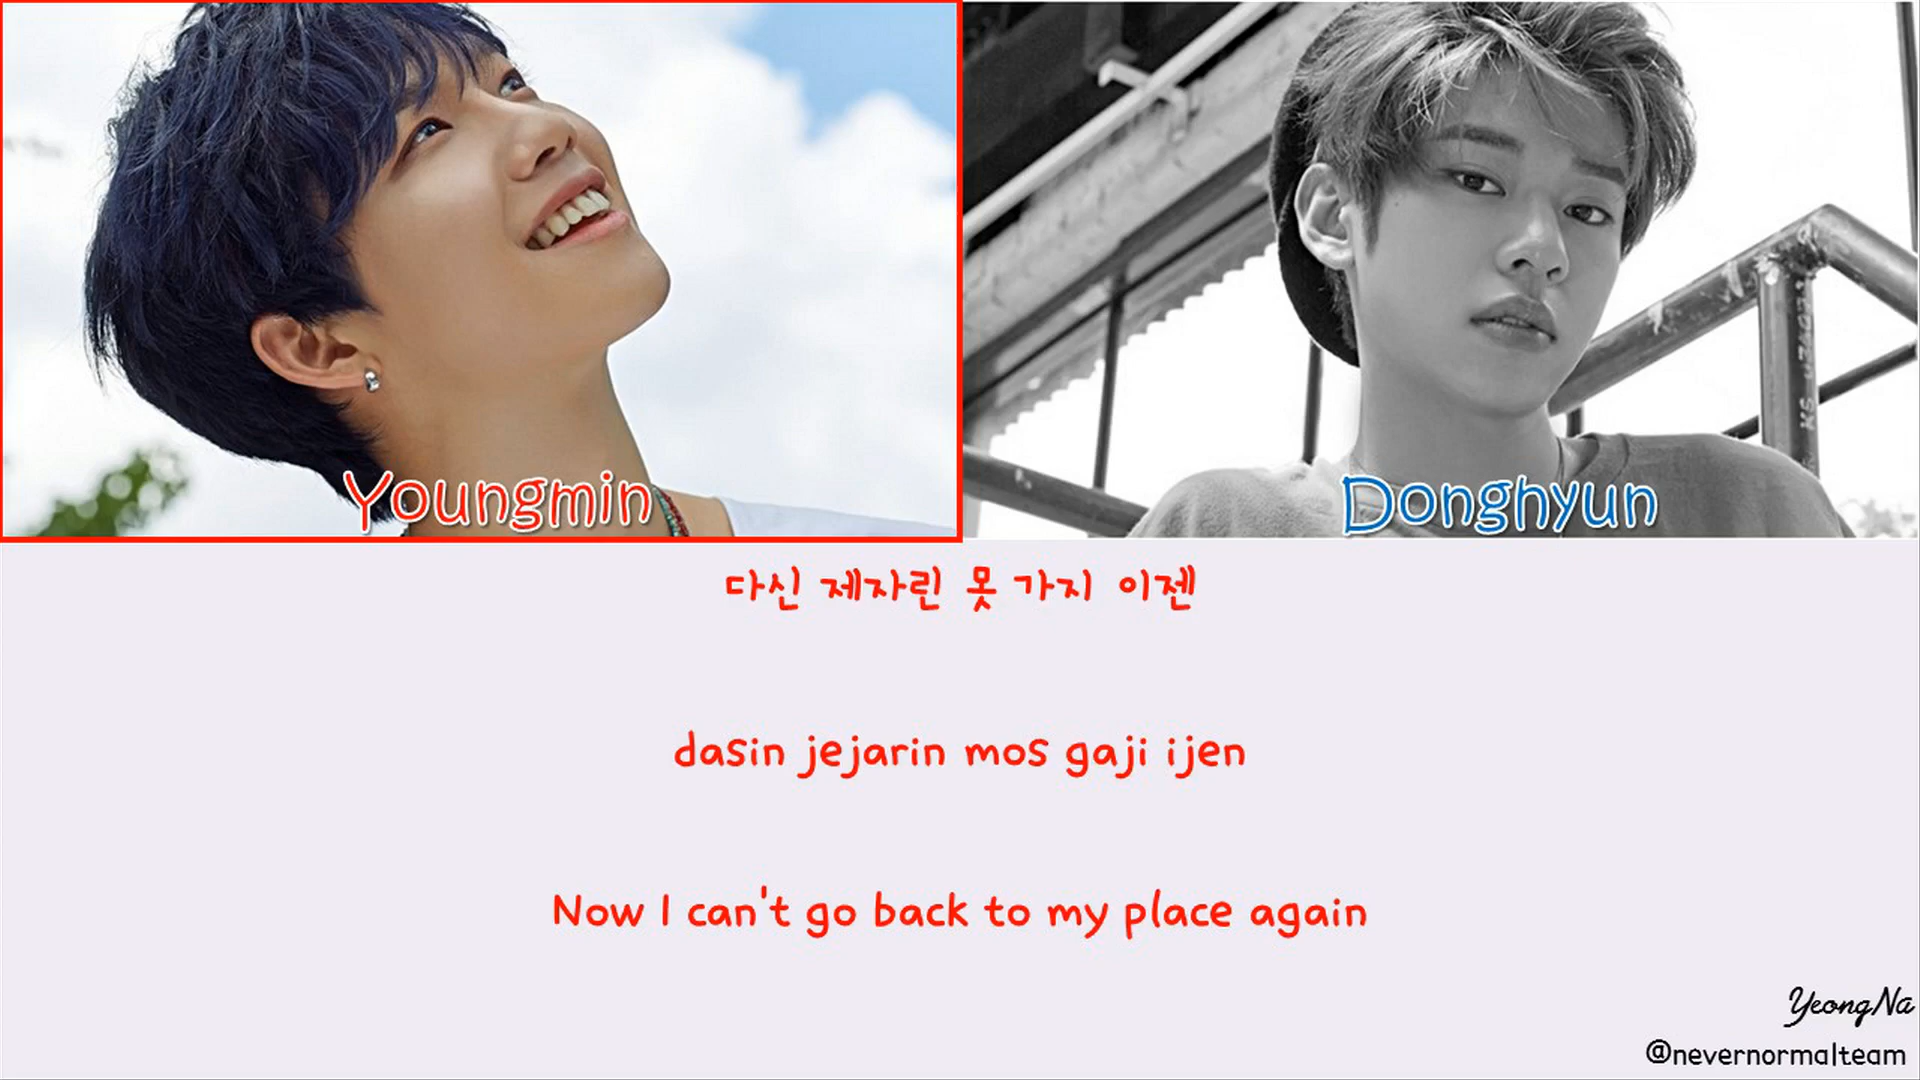 Youngmin
Donghyun
다신 제자린 못 가지 이젠
dasin jejarin mos gaji ijen
Now I can't go back to my place again
YeongNa
@nevernormalteam